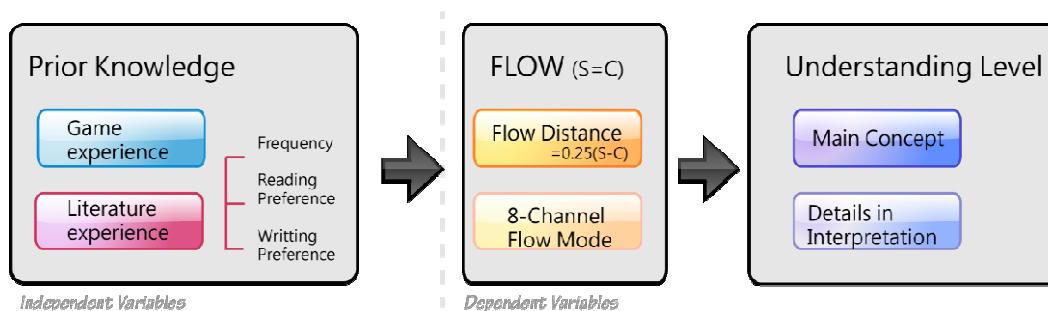 Prior Knowledge
Game
experience
Literature
experience
Frequency
Reading
Preference
Writting
Preference
Independent Variables
FLOW (S=C)
Flow Distance
=0.25(S-C)
8-Channel
Flow Mode
Dependent Variables
Understanding Level
Main Concept
Details in
Interpretation